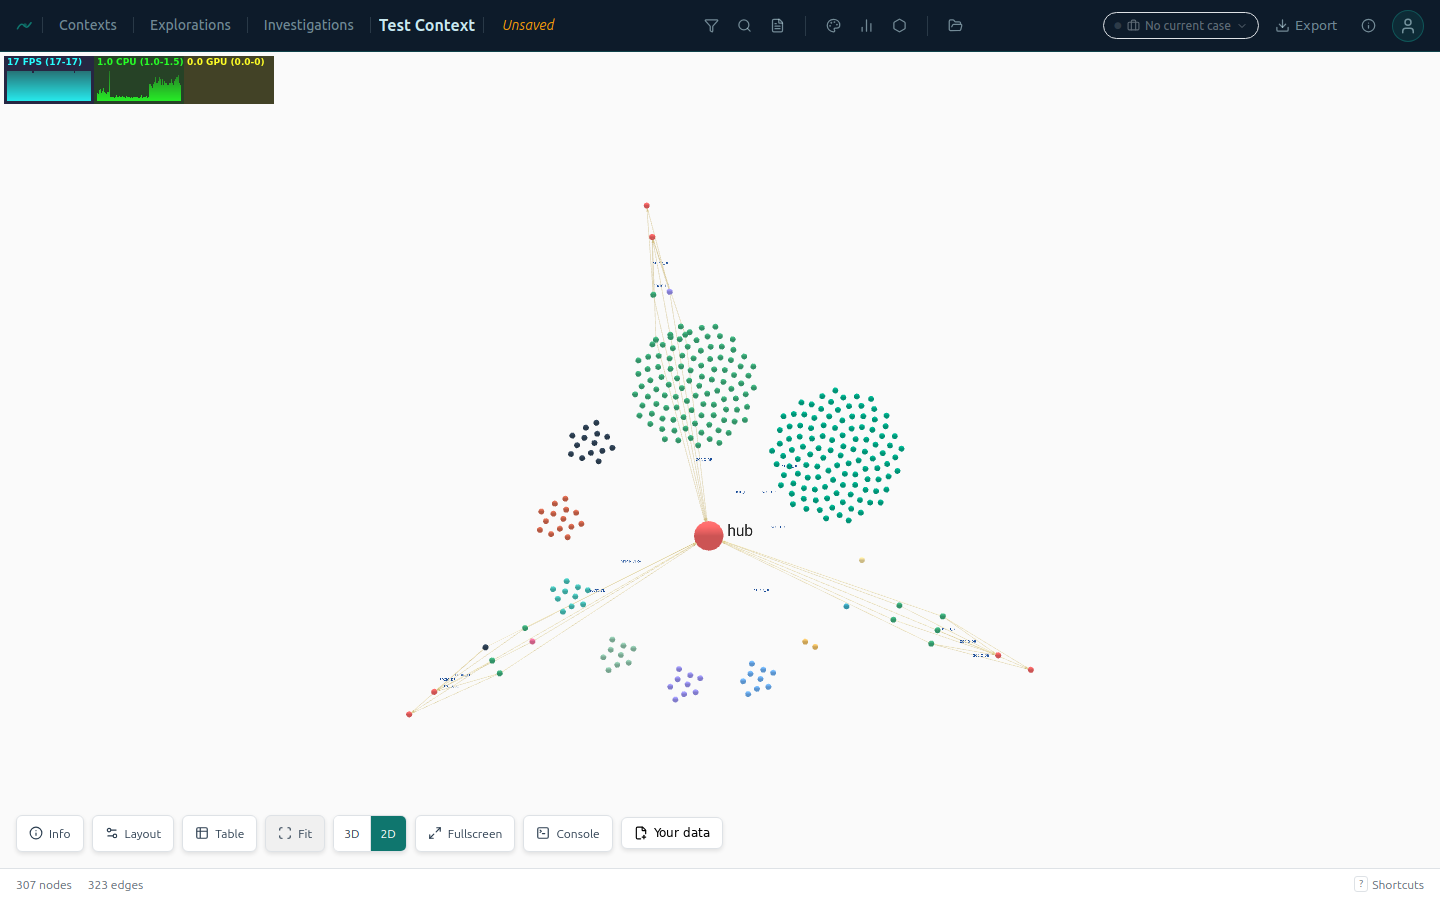 Contexts
Explorations
Investigations
Test Context
Unsaved
No current case
Export
17 FPS (17-17)
1.0 CPU (1.0-1.5)
0.0 GPU (0.0-0)
hub
Info
Layout
Table
Fit
3D
2D
Fullscreen
Console
Your data
307 nodes
323 edges
? Shortcuts